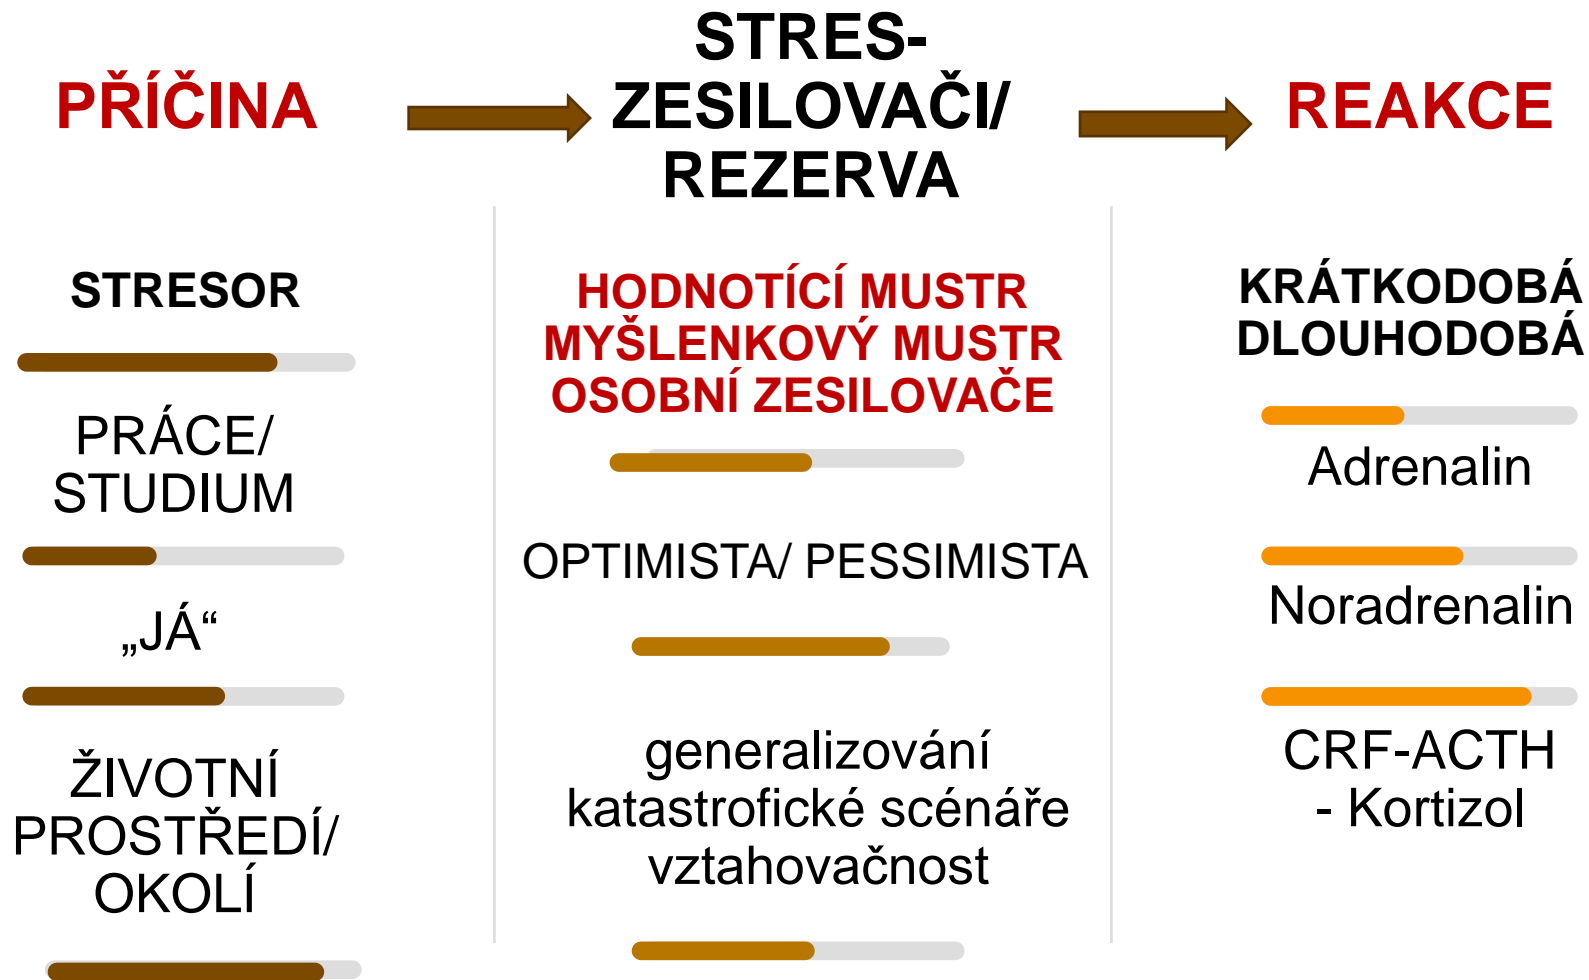 PŘÍČINA
STRES-
ZESILOVAČI/
REZERVA
REAKCE
STRESOR
PRÁCE/
STUDIUM
„JÁ“
ŽIVOTNÍ
PROSTŘEDÍ/
OKOLÍ
HODNOTÍCÍ MUSTR
MYŠLENKOVÝ MUSTR
OSOBNÍ ZESILOVAČE
OPTIMISTA/ PESSIMISTA
generalizování
katastrofické scénáře
vztahovačnost
KRÁTKODOBÁ
DLOUHODOBÁ
Adrenalin
Noradrenalin
CRF-ACTH
- Kortizol